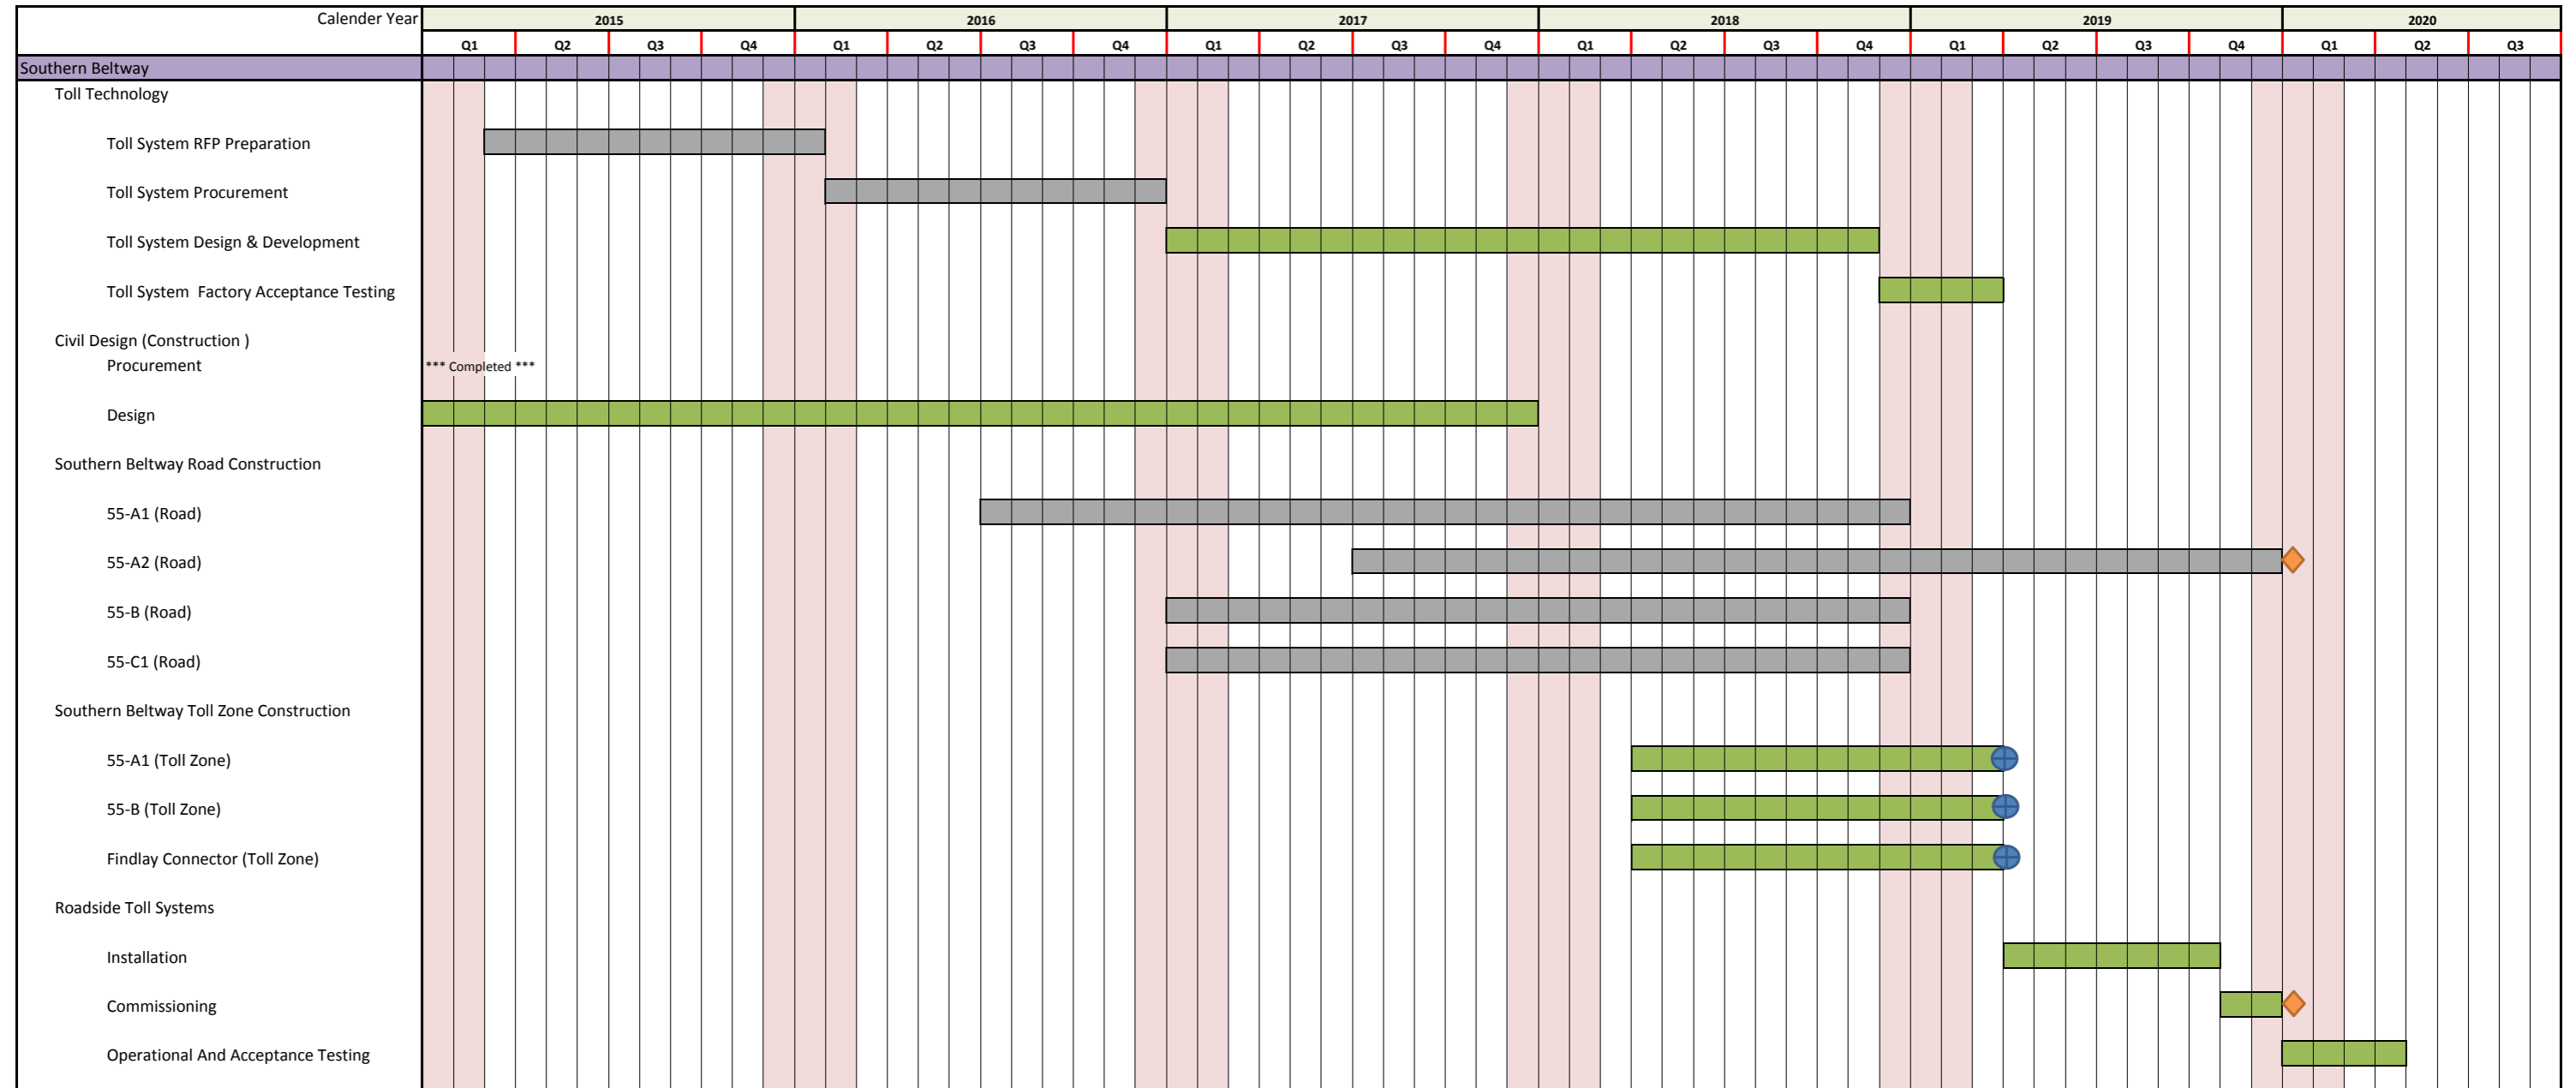 Calender Year 2015 2016 2017 2018 2019 2020
Q1 Q2 Q3 Q4 Q1 Q2 Q3 Q4 Q1 Q2 Q3 Q4 Q1 Q2 Q3 Q4 Q1 Q2 Q3 Q4 Q1 Q2 Q3
Southern Beltway
Toll Technology
Toll System RFP Preparation
Toll System Procurement
Toll System Design & Development
Toll System  Factory Acceptance Testing
Civil Design (Construction )
Procurement *** Completed ***
Design
Southern Beltway Road Construction
55-A1 (Road)
55-A2 (Road)
55-B (Road)
55-C1 (Road)
Southern Beltway Toll Zone Construction
55-A1 (Toll Zone)
55-B (Toll Zone)
Findlay Connector (Toll Zone)
Roadside Toll Systems
Installation
Commissioning
Operational And Acceptance Testing